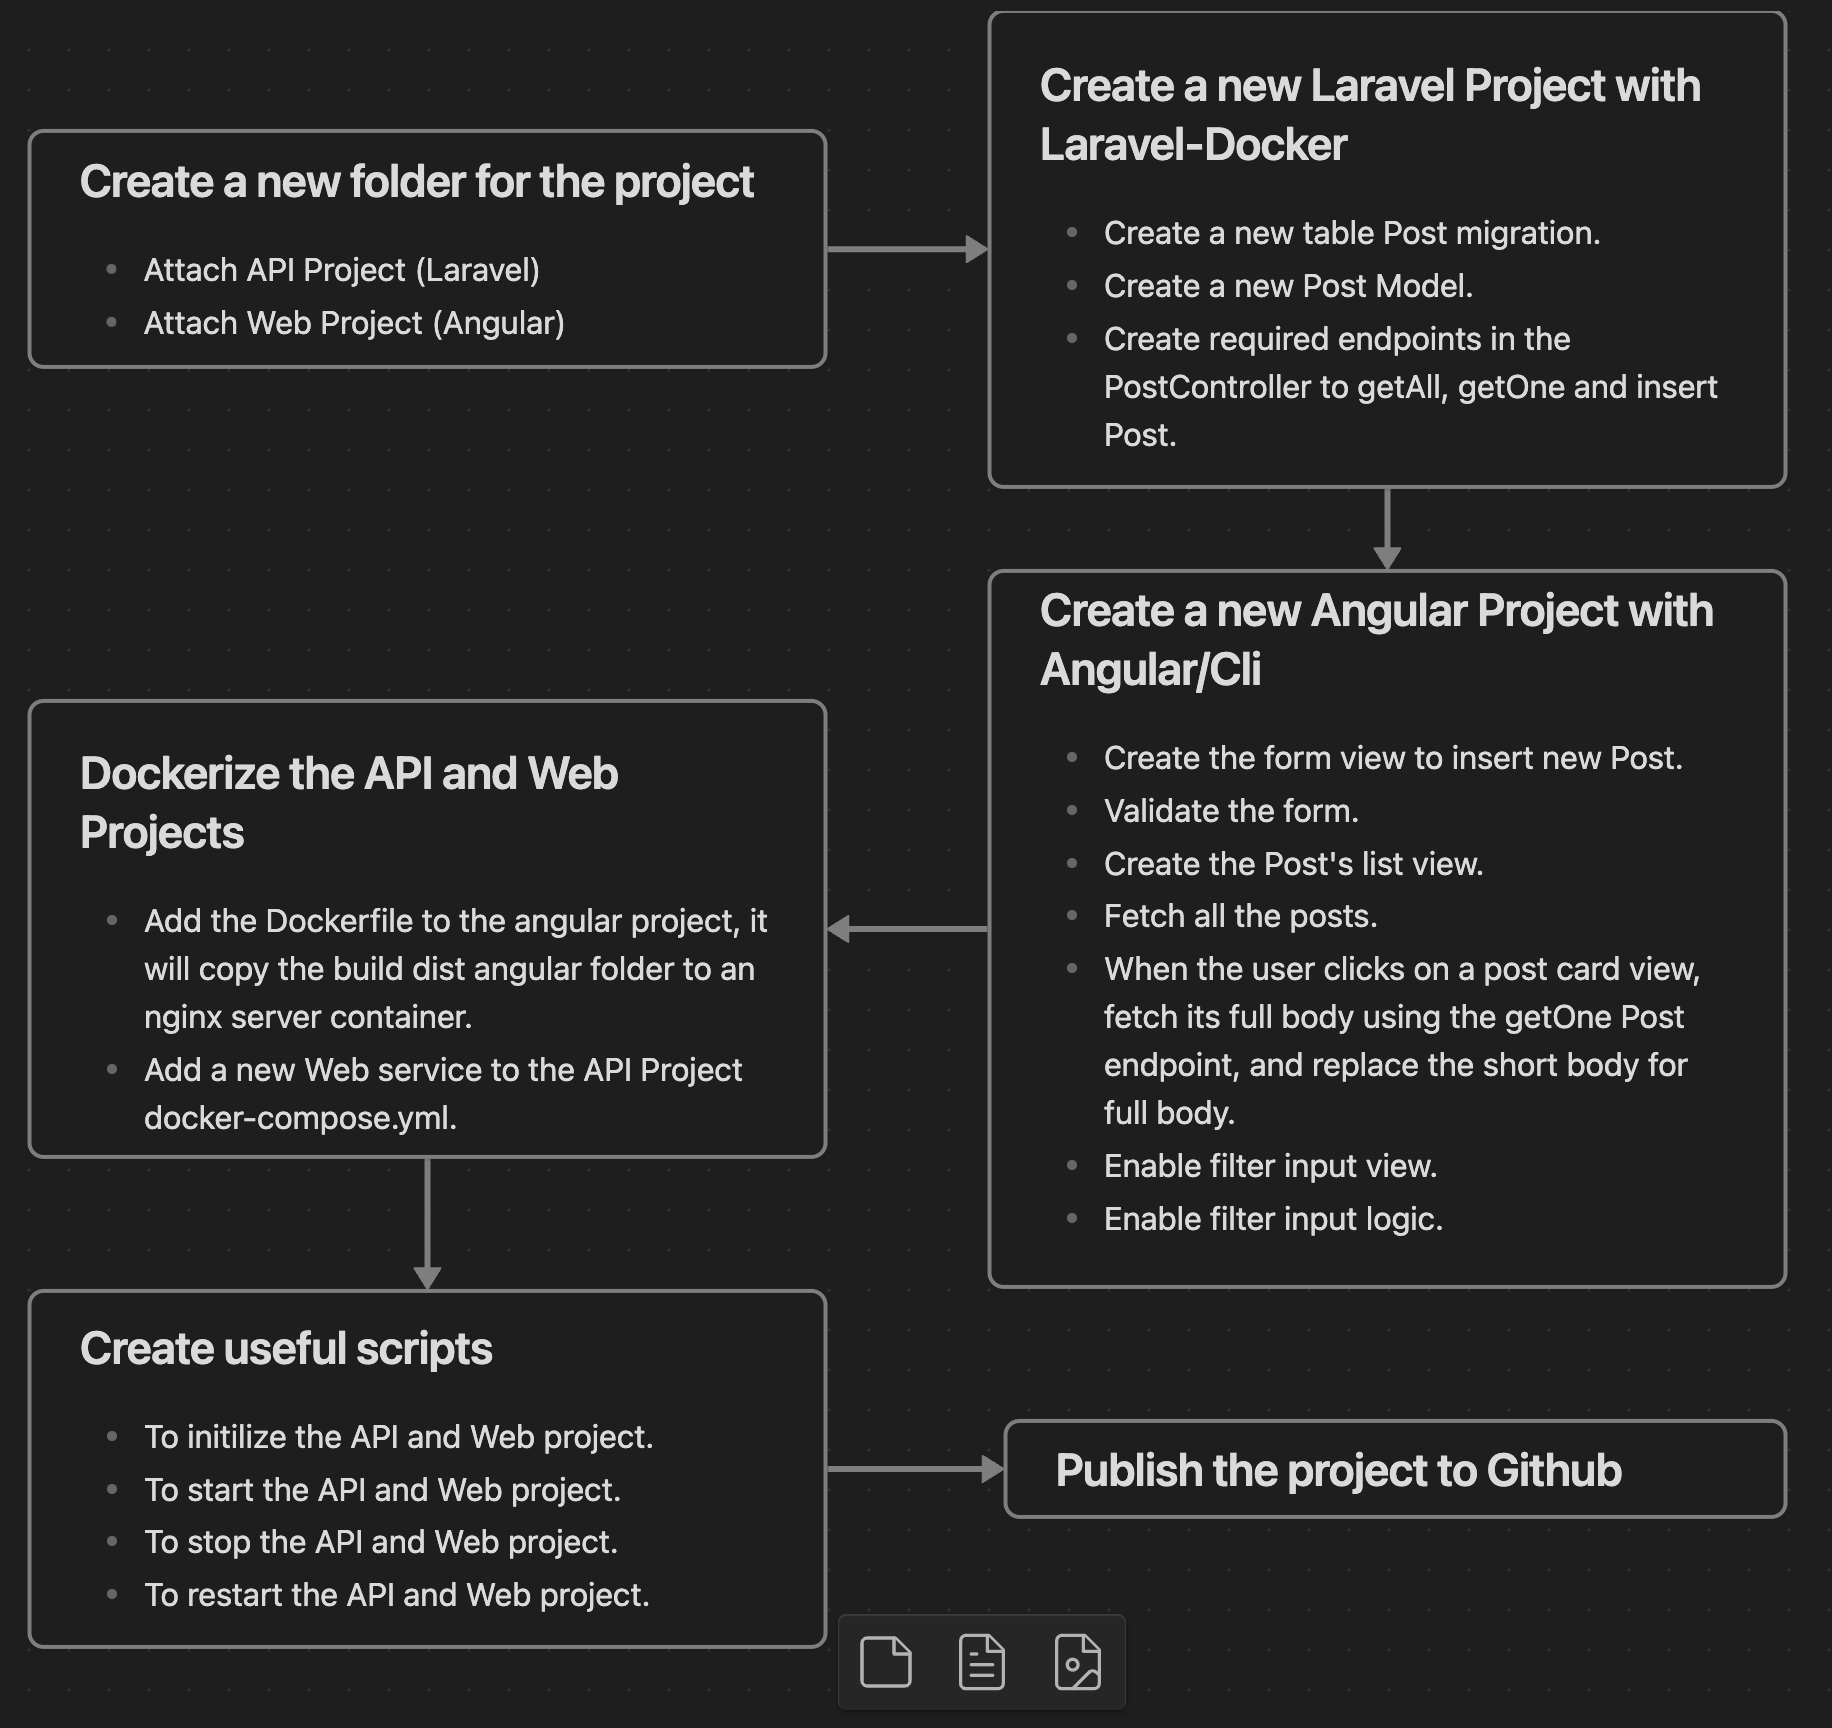 Create a new folder for the project
Attach API Project (Laravel)
Attach Web Project (Angular)
Create a new Laravel Project with
Laravel-Docker
Create a new table Post migration.
Create a new Post Model.
Create required endpoints in the
PostController to getAll, getOne and insert
Post.
Create a new Angular Project with
Angular/Cli
Create the form view to insert new Post.
Validate the form.
Create the Post's list view.
Fetch all the posts.
When the user clicks on a post card view,
fetch its full body using the getOne Post
endpoint, and replace the short body for
full body.
Enable filter input view.
Enable filter input logic.
Dockerize the API and Web
Projects
Add the Dockerfile to the angular project, it
will copy the build dist angular folder to an
nginx server container.
Add a new Web service to the API Project
docker-compose.yml.
Create useful scripts
To initilize the API and Web project.
To start the API and Web project.
To stop the API and Web project.
To restart the API and Web project.
Publish the project to Github